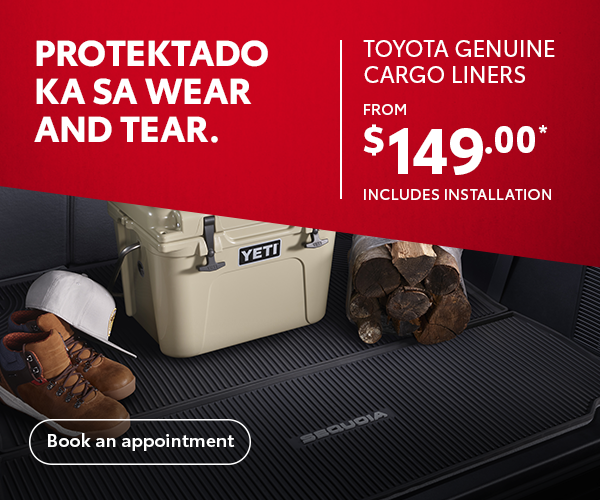 PROTEKTADO
KA SA WEAR
AND TEAR.
TOYOTA GENUINE
CARGO LINERS
FROM
$149.00*
INCLUDES INSTALLATION
YETI
SEQUOIA
Book an appointment